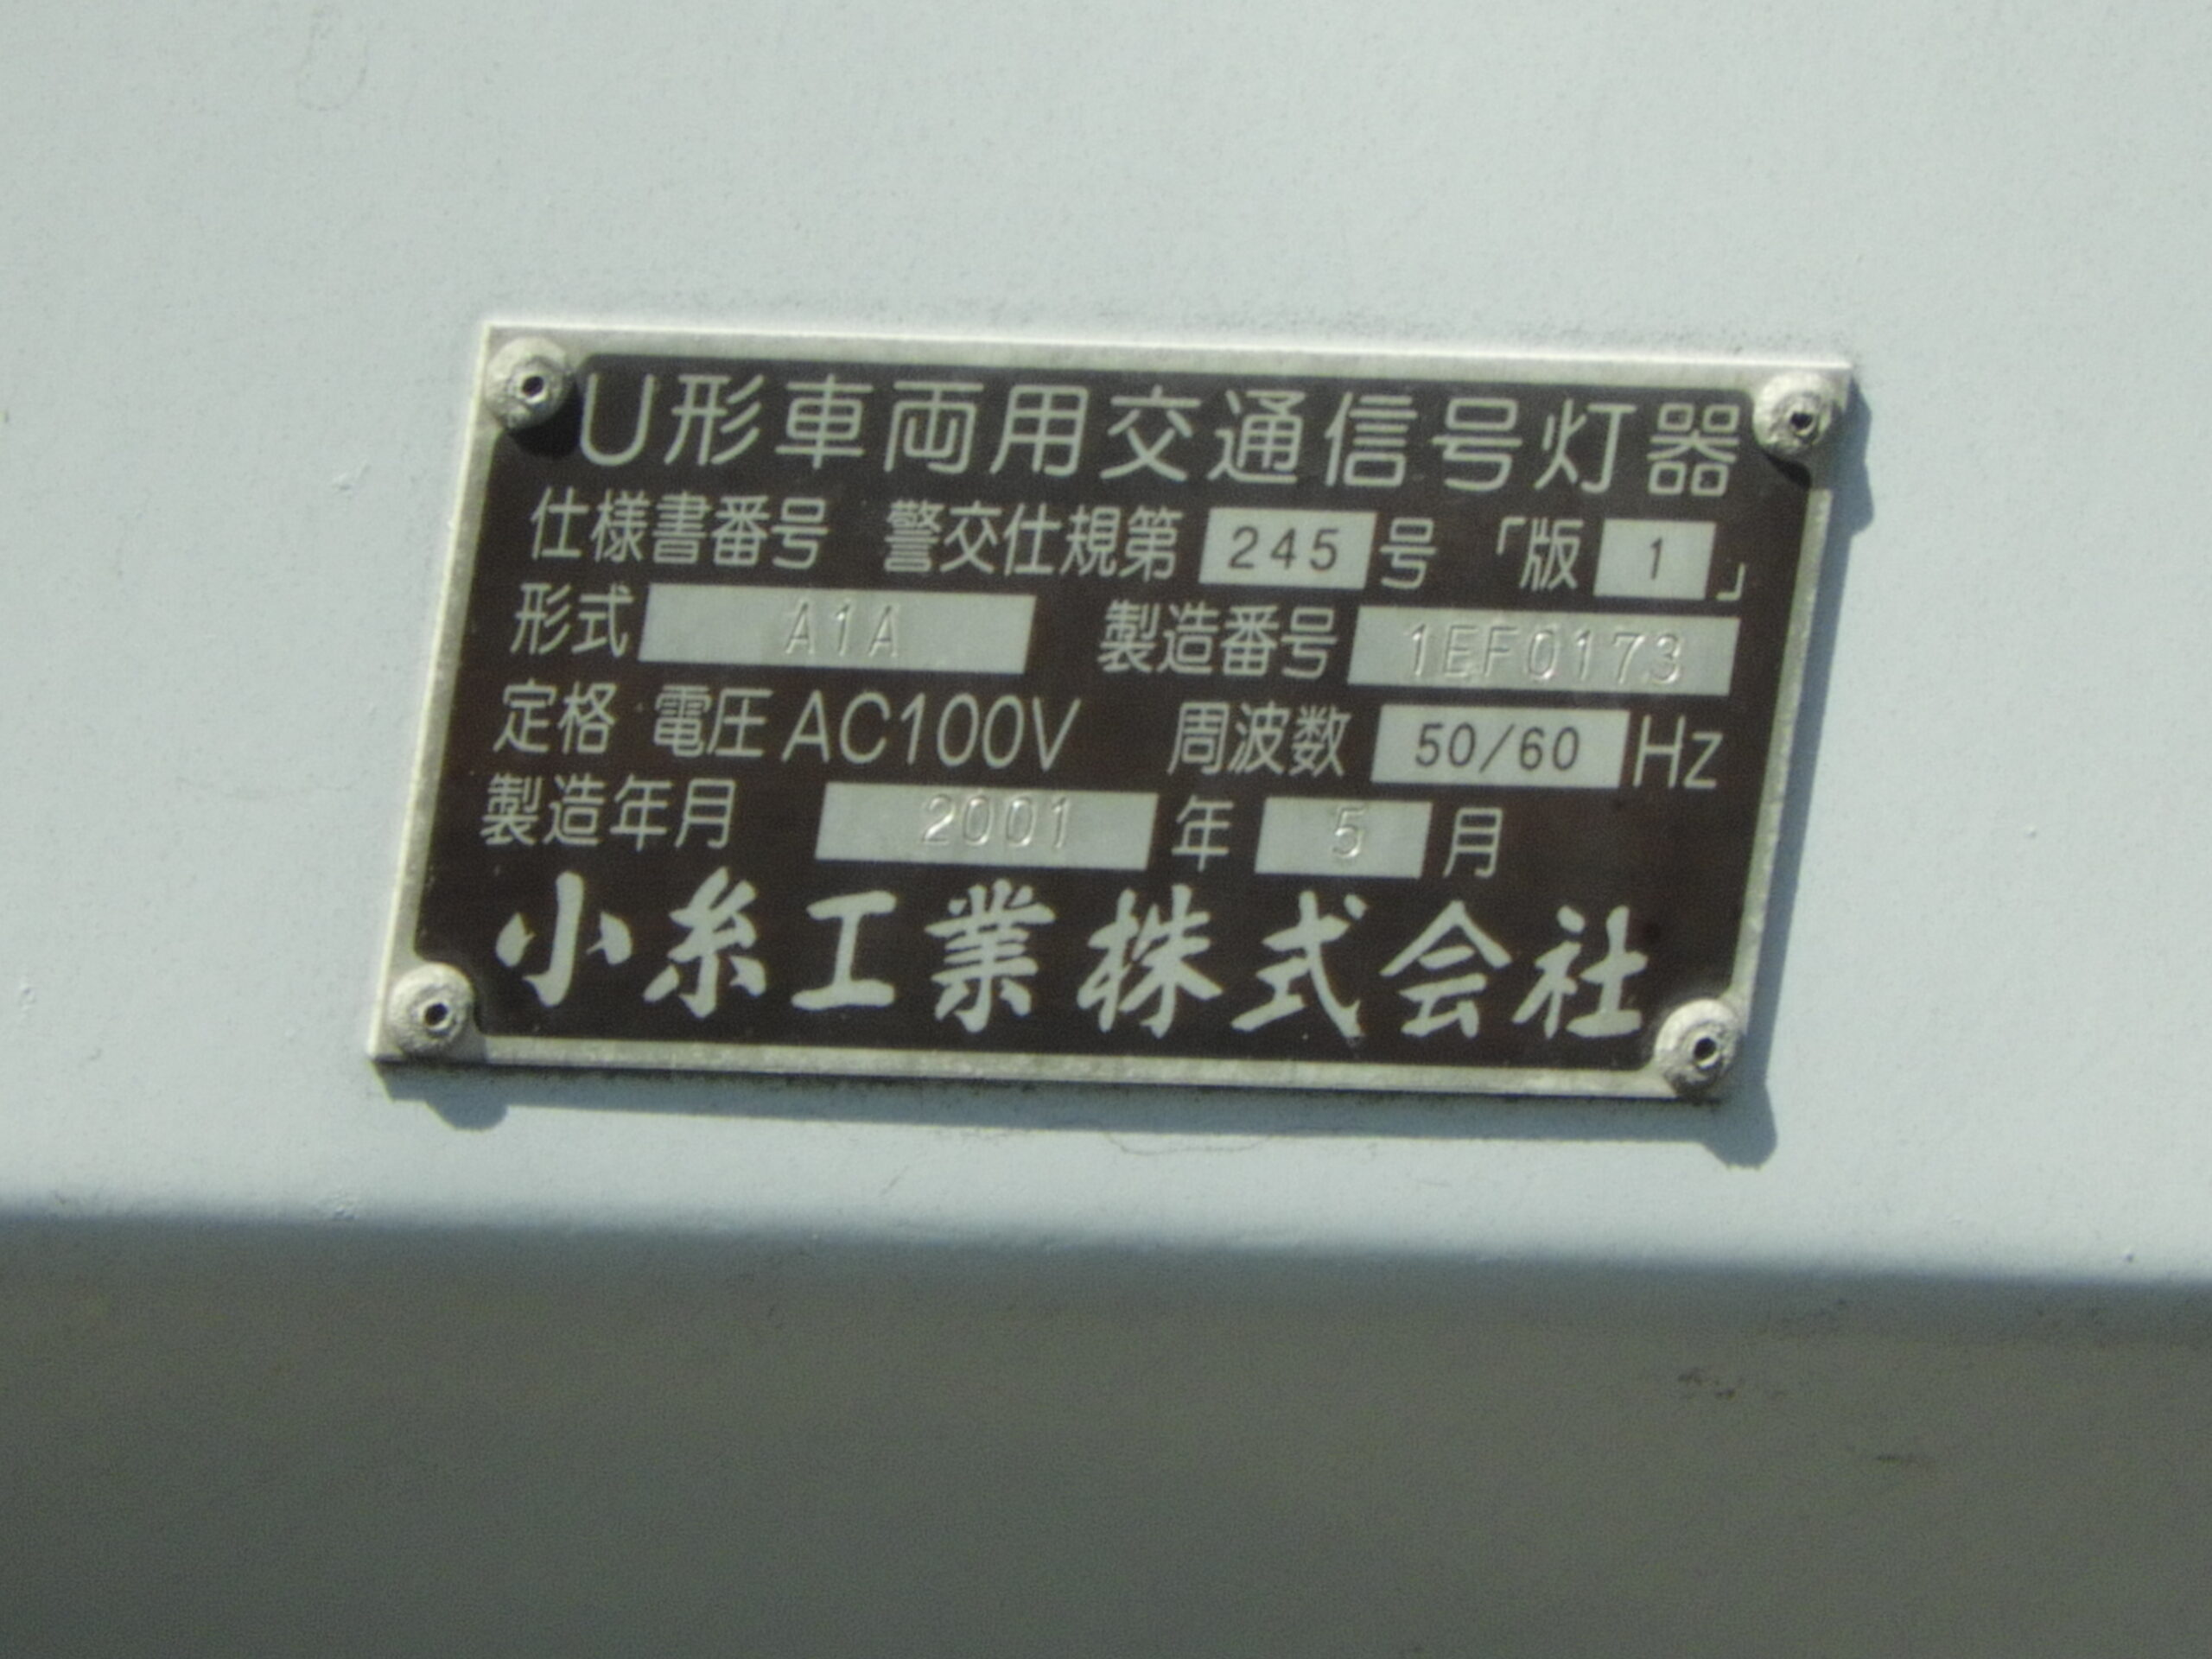 U形車両用交通信号灯器
仕様書番号 警交仕規第 245 号 「版 1 」
形式 A1A 製造番号 1EF0173
定格 電圧 AC100V 周波数 50/60 Hz
製造年月 2001 年 5 月
小糸工業株式会社